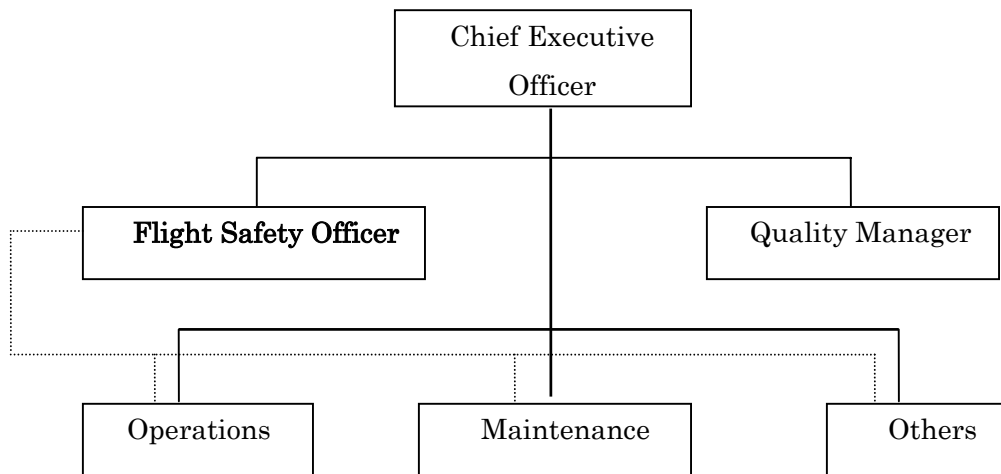 Chief Executive
Officer
Flight Safety Officer
Quality Manager
Operations
Maintenance
Others